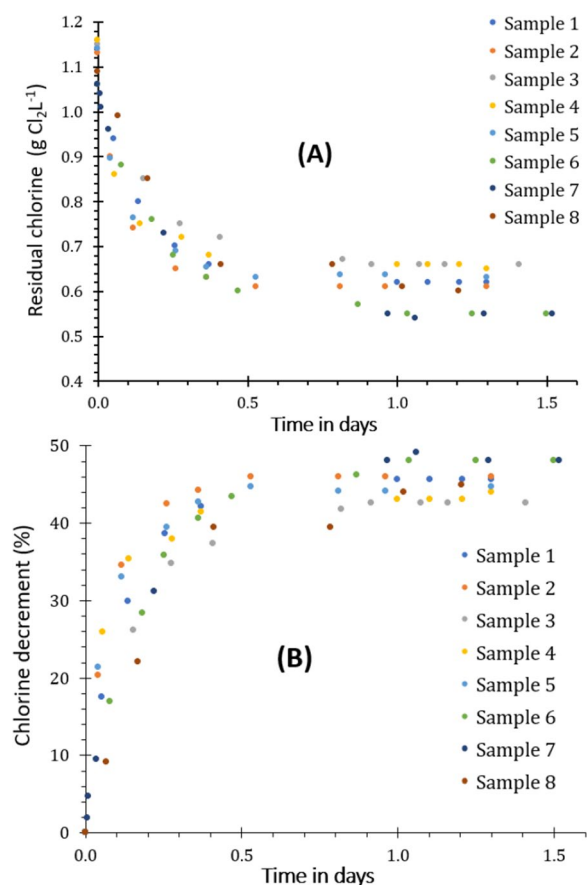 1.2
1.1
1.0
0.9
0.8
0.7
0.6
0.5
0.4
Residual chlorine (g Cl₂L⁻¹)
(A)
Sample 1
Sample 2
Sample 3
Sample 4
Sample 5
Sample 6
Sample 7
Sample 8
0.0 0.5 1.0 1.5
Time in days
50
40
30
20
10
0
Chlorine decrement (%)
(B)
Sample 1
Sample 2
Sample 3
Sample 4
Sample 5
Sample 6
Sample 7
Sample 8
0.0 0.5 1.0 1.5
Time in days